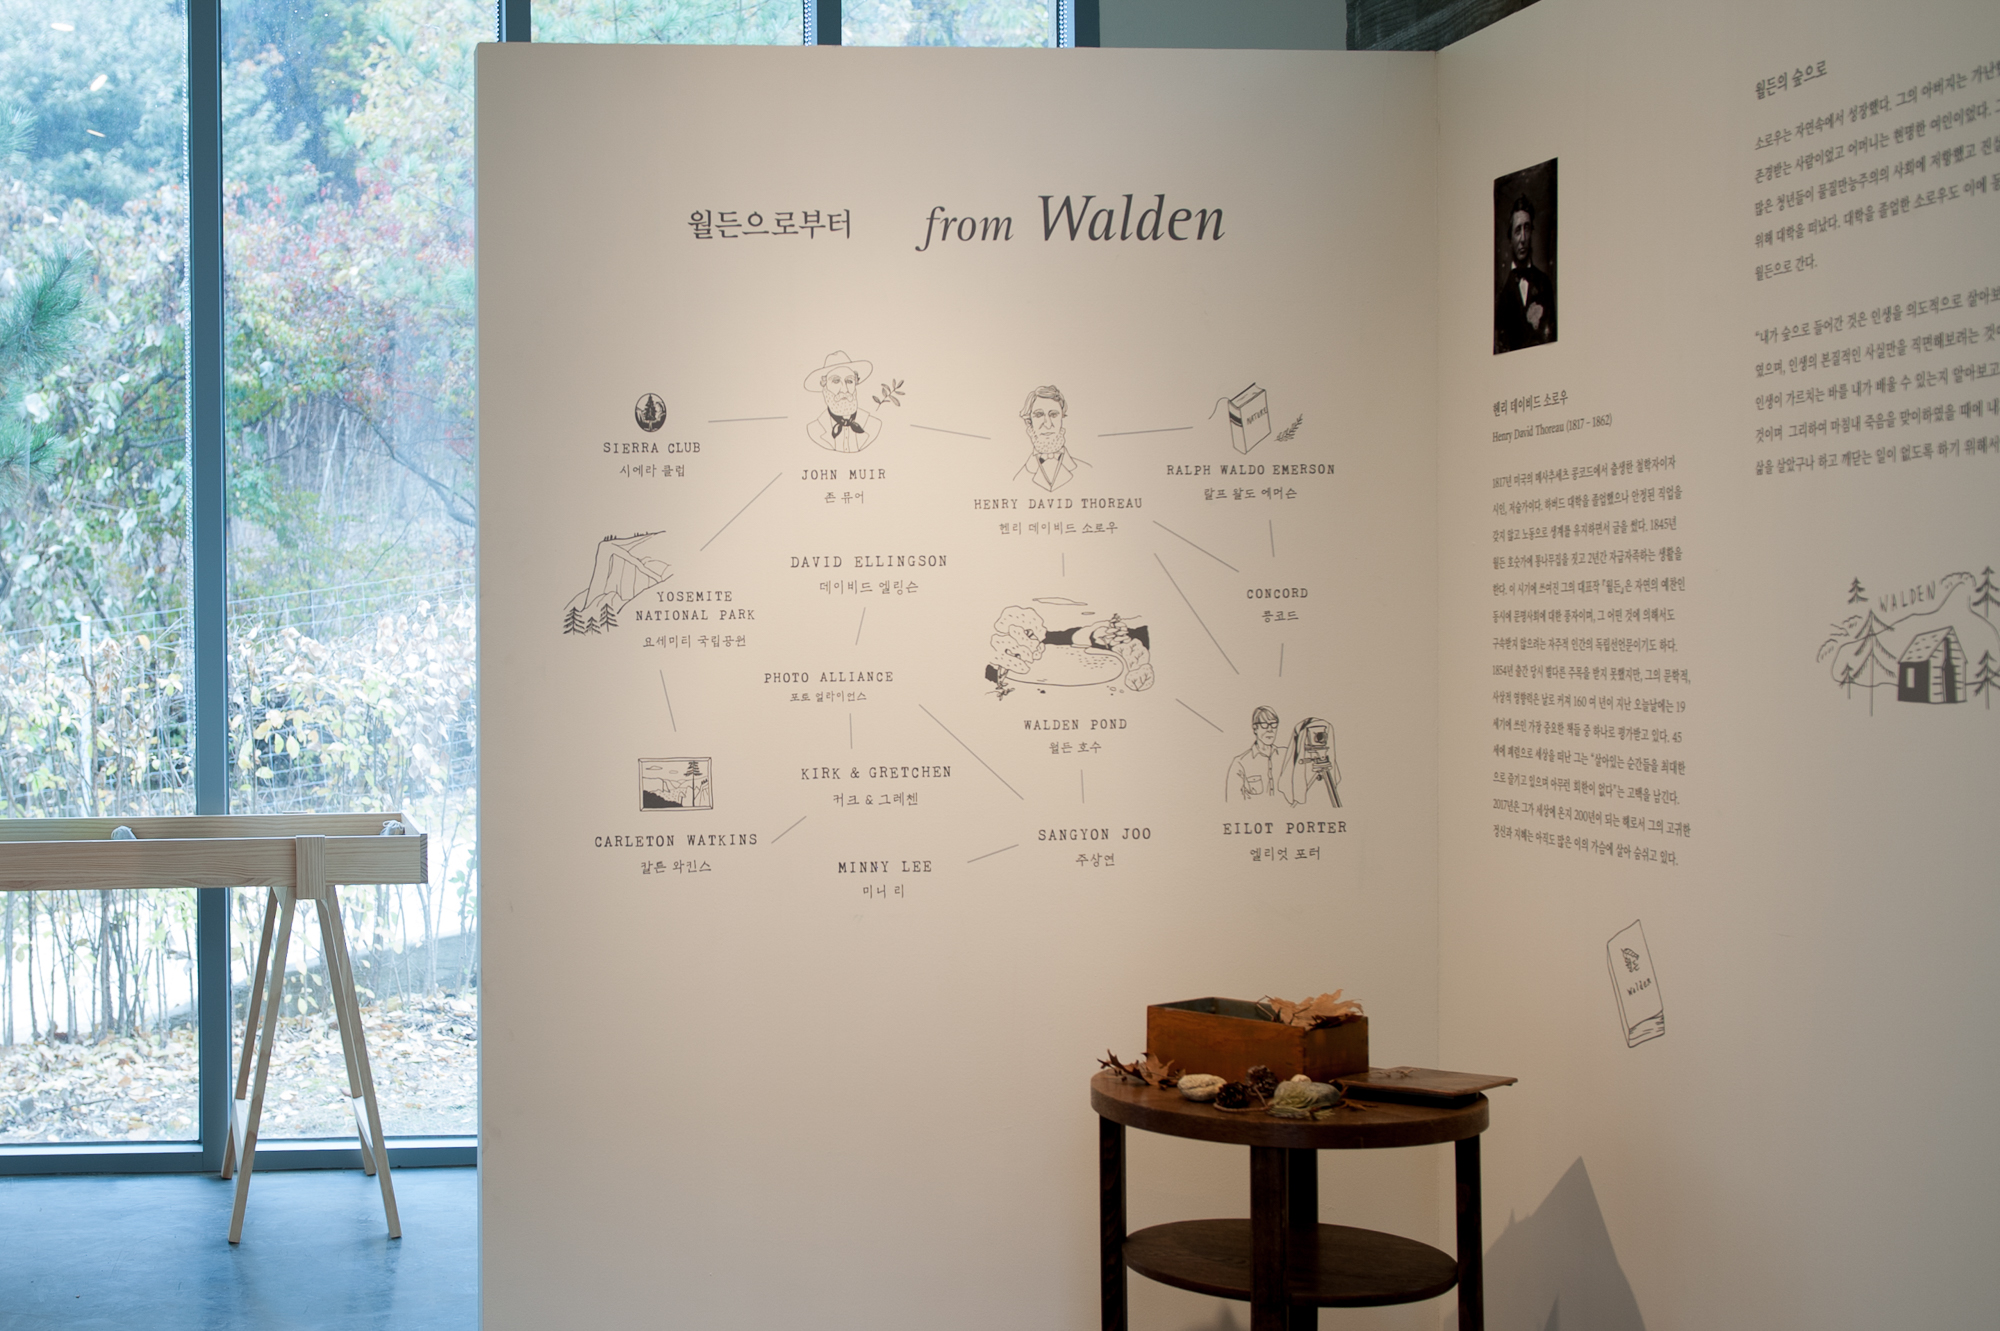 월든으로부터 from Walden
SIERRA CLUB
시에라 클럽
JOHN MUIR
존 뮤어
HENRY DAVID THOREAU
헨리 데이비드 소로우
NATURE
RALPH WALDO EMERSON
랄프 왈도 에머슨
YOSEMITE
NATIONAL PARK
요세미티 국립공원
DAVID ELLINGSON
데이비드 엘링슨
CONCORD
콩코드
PHOTO ALLIANCE
포토 얼라이언스
WALDEN POND
월든 호수
KIRK & GRETCHEN
커크 & 그레첸
CARLETON WATKINS
칼튼 와킨스
MINNY LEE
미니 리
SANGYON JOO
주상연
EILOT PORTER
엘리엇 포터
헨리 데이비드 소로우
Henry David Thoreau (1817 - 1862)
1817년 미국의 매사추세츠 콩코드에서 출생한 철학자이자
시인, 저술가이다. 하버드 대학을 졸업했으나 안정된 직업을
갖지 않고 노동으로 생계를 유지하면서 글을 썼다. 1845년
월든 호숫가에 통나무집을 짓고 2년간 자급자족하는 생활을
한다. 이 시기에 쓰여진 그의 대표작 『월든』은 자연의 예찬인
동시에 문명사회에 대한 풍자이며, 그 어떤 것에 의해서도
구속받지 않으려는 자주적 인간의 독립선언문이기도 하다.
1854년 출간 당시 별다른 주목을 받지 못했지만, 그의 문학적,
사상적 영향력은 날로 커져 160 여 년이 지난 오늘날에는 19
세기에 쓰인 가장 중요한 책들 중 하나로 평가받고 있다. 45
세에 폐렴으로 세상을 떠난 그는 “살아있는 순간들을 최대한
으로 즐기고 있으며 아무런 회한이 없다”는 고백을 남긴다.
2017년은 그가 세상에 온지 200년이 되는 해로서 그의 고귀한
정신과 지혜는 아직도 많은 이의 가슴에 살아 숨쉬고 있다.
Walden
월든의 숲으로
소로우는 자연속에서 성장했다. 그의 아버지는 가난
존경받는 사람이었고 어머니는 현명한 여인이었다.
많은 청년들이 물질만능주의의 사회에 저항했고
위해 대학을 떠났다. 대학을 졸업한 소로우도 이에
월든으로 간다.
“내가 숲으로 들어간 것은 인생을 의도적으로 살아보
였으며, 인생의 본질적인 사실만을 직면해보려는 것
인생이 가르치는 바를 내가 배울 수 있는지 알아보고
것이며 그리하여 마침내 죽음을 맞이하였을 때에 내
삶을 살았구나 하고 깨닫는 일이 없도록 하기 위해서
WALDEN